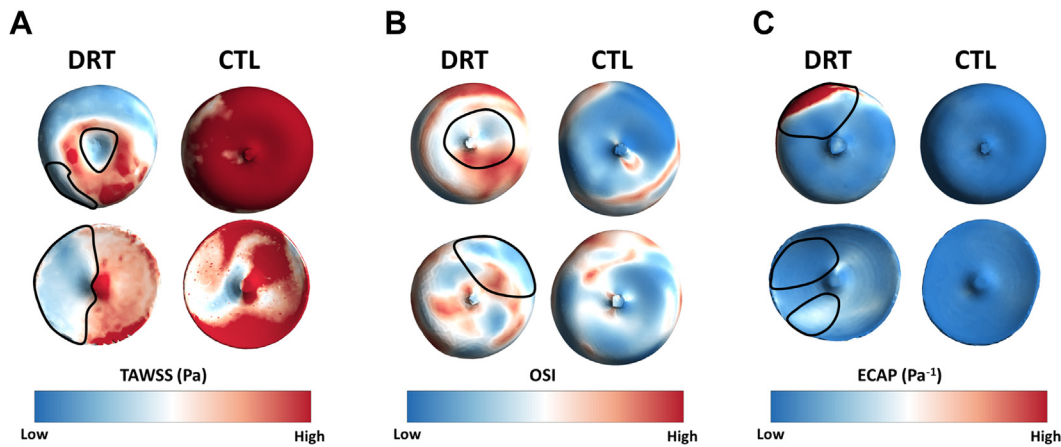 A
B
C
DRT CTL
DRT CTL
DRT CTL
TAWSS (Pa)
Low High
OSI
Low High
ECAP (Pa⁻¹)
Low High